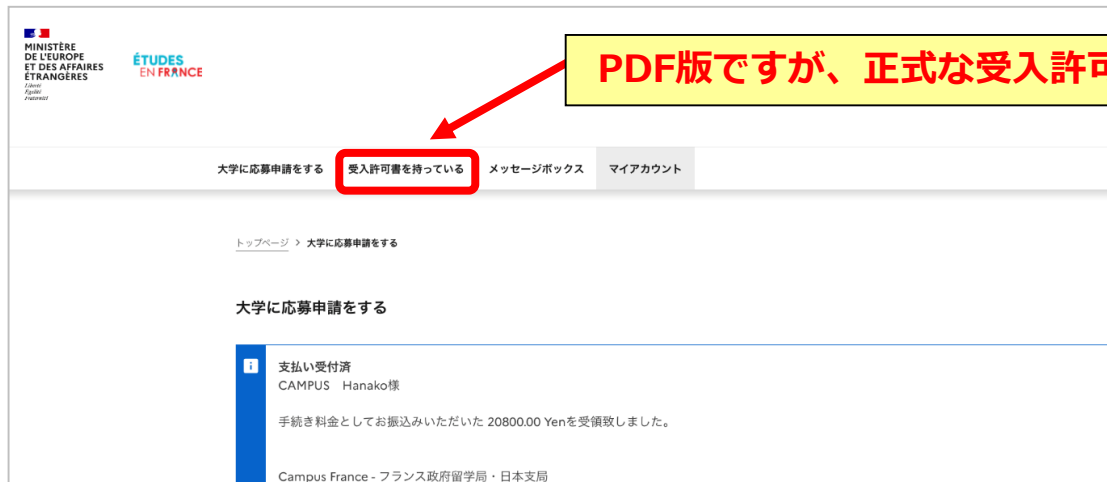 MINISTÈRE
DE L'EUROPE
ET DES AFFAIRES
ÉTRANGÈRES
Liberté
Égalité
Fraternité
ÉTUDES
EN FRANCE
PDF版ですが、正式な受入許可
大学に応募申請をする 受入許可書を持っている メッセージボックス マイアカウント
トップページ > 大学に応募申請をする
大学に応募申請をする
i 支払い受付済
CAMPUS Hanako様
手続き料金としてお振込みいただいた 20800.00 Yenを受領致しました。
Campus France - フランス政府留学局・日本支局